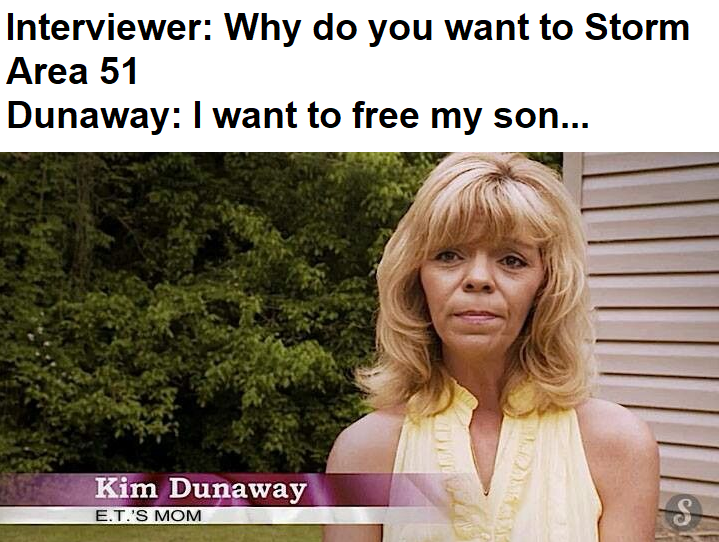 Interviewer: Why do you want to Storm
Area 51
Dunaway: I want to free my son...
Kim Dunaway
E.T.'S MOM
S